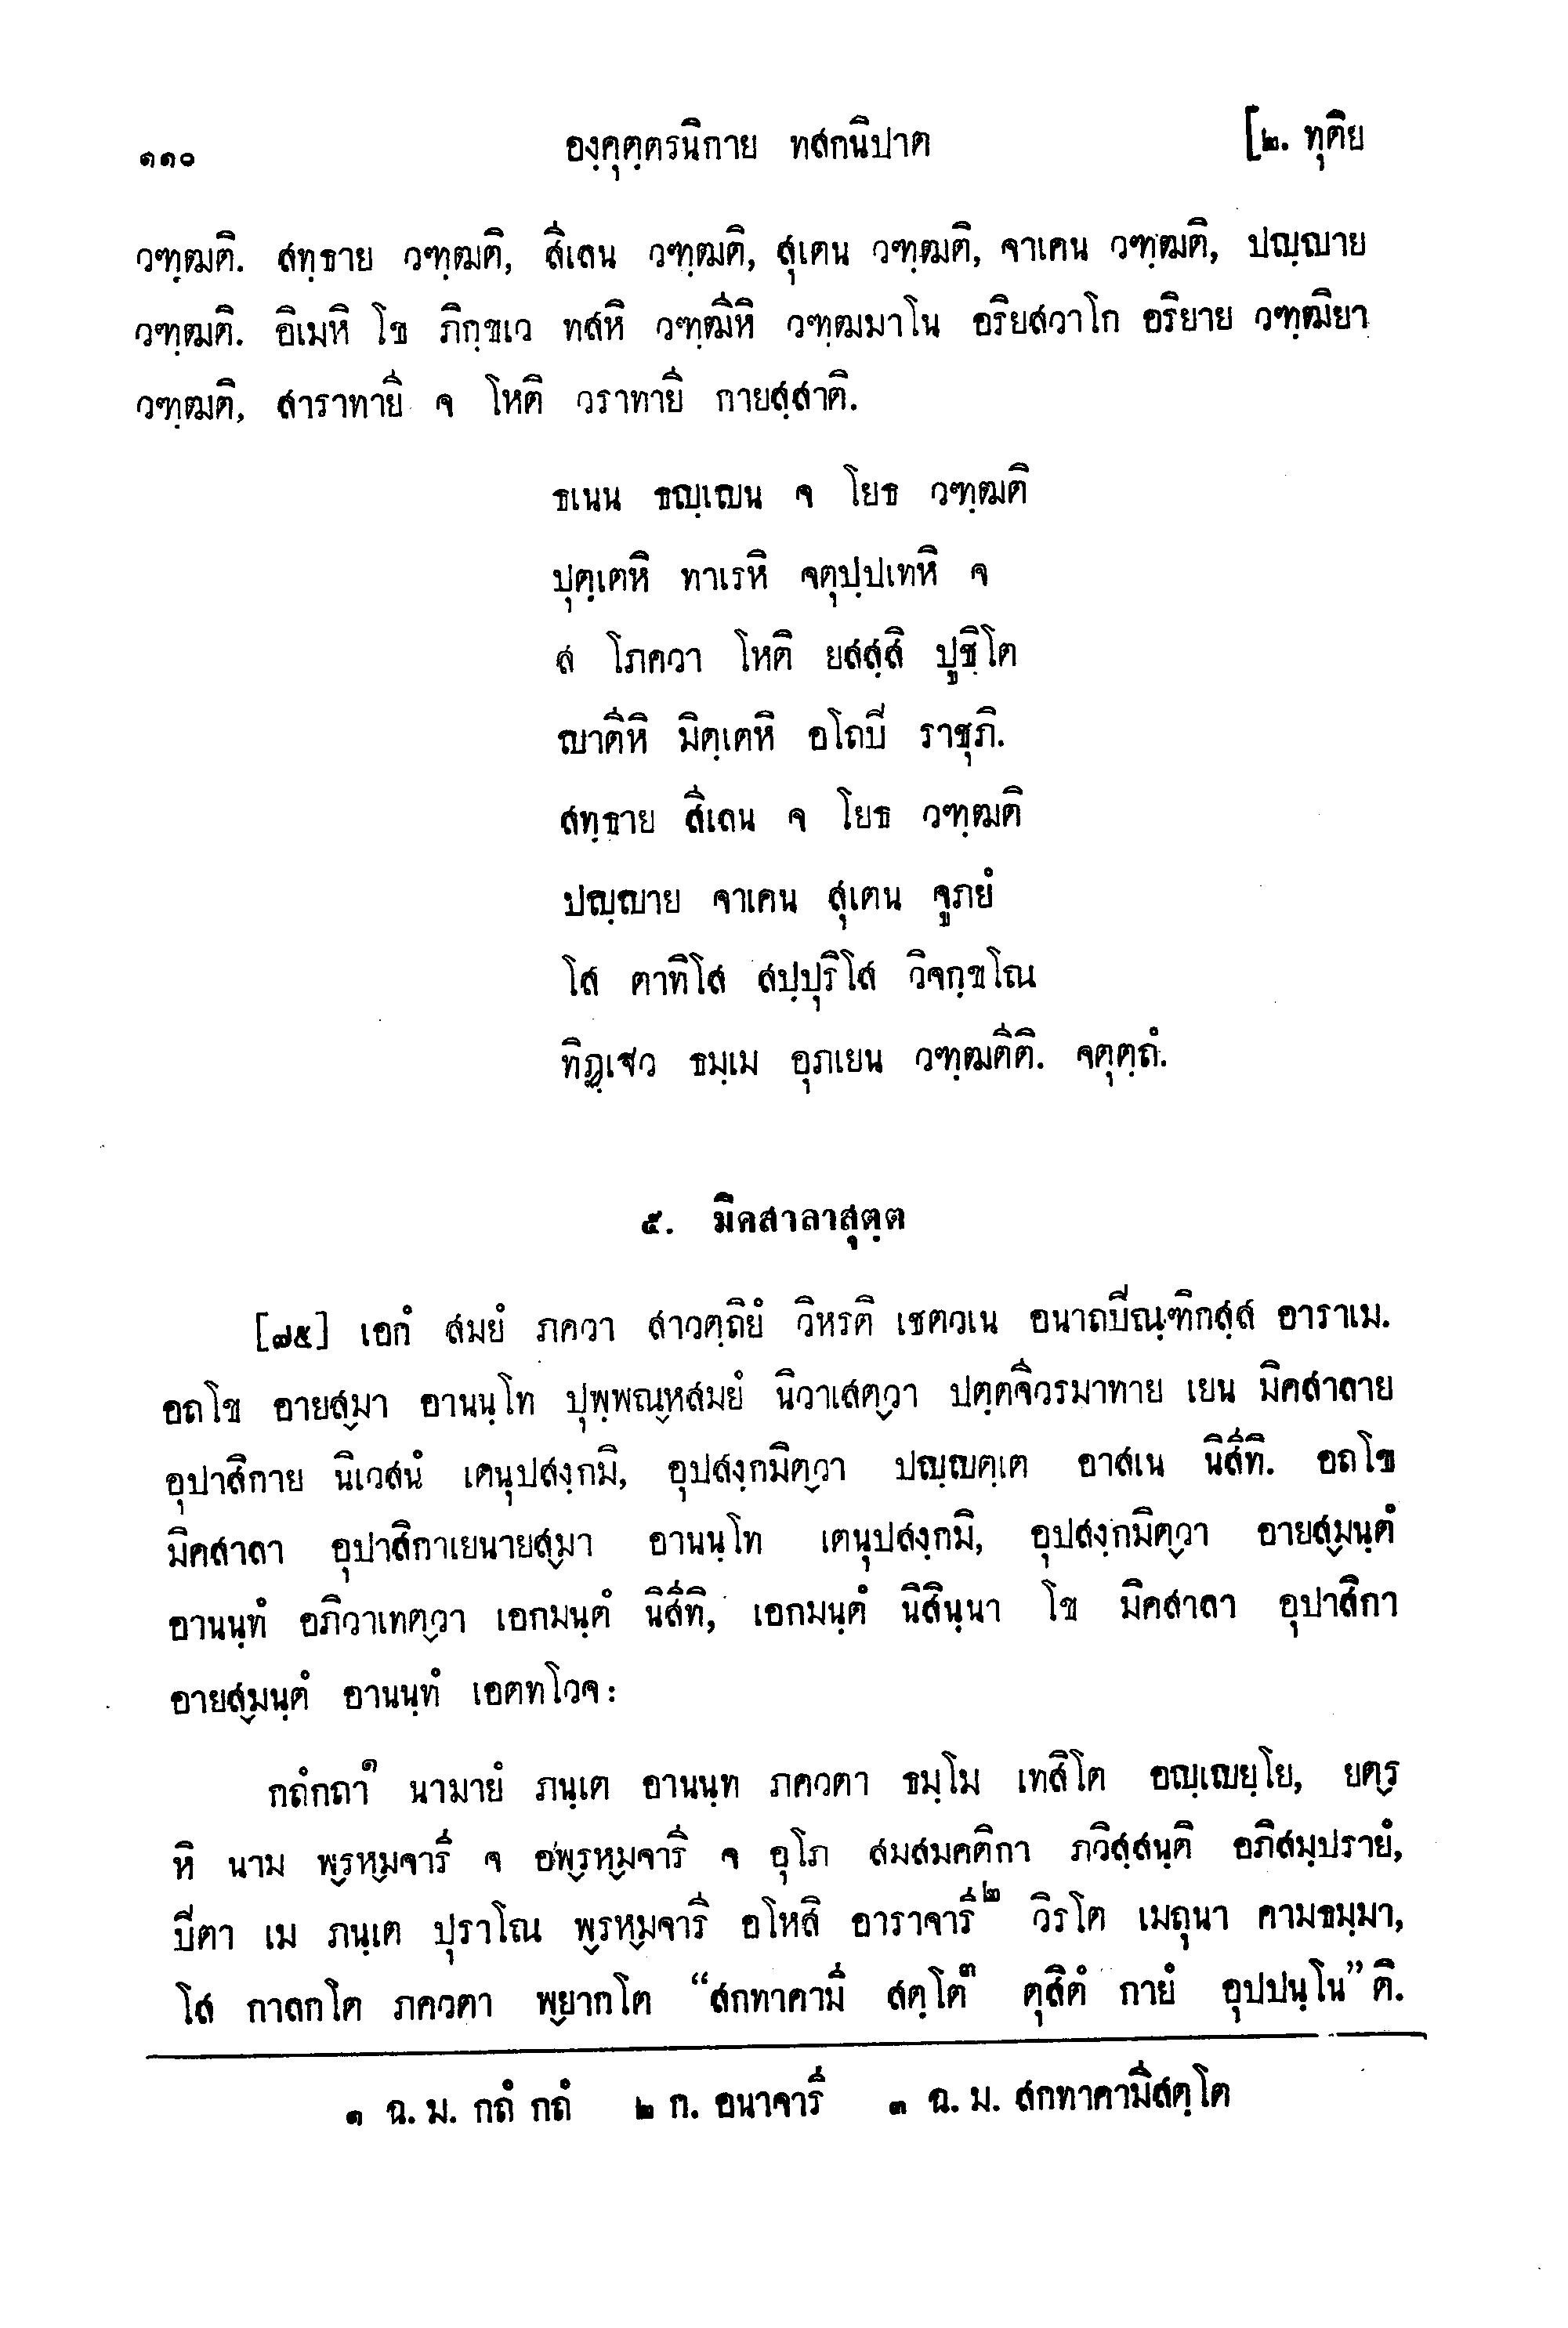 ๑๑๐ องฺคุตฺตรนิกาย ทสกนิปาต [๒. ทุติย
วฑฺฒติ. สทฺธาย วฑฺฒติ, สีเลน วฑฺฒติ, สุเตน วฑฺฒติ, จาเคน วฑฺฒติ, ปญฺญาย
วฑฺฒติ. อิเมหิ โข ภิกฺขเว ทสหิ วฑฺฒีหิ วฑฺฒมาโน อริยสวาโก อริยาย วฑฺฒิยา
วฑฺฒติ, สาราทายี จ โหติ วราทายี กายสฺสาติ.
ธเนน ธญฺเญน จ โยธ วฑฺฒติ
ปุตฺเตหิ ทาเรหิ จตุปฺปเทหิ จ
ส โภควา โหติ ยสสฺสิ ปูชิโต
ญาตีหิ มิตฺเตหิ อโถปี ราชุภิ.
สทฺธาย สีเลน จ โยธ วฑฺฒติ
ปญฺญาย จาเคน สุเตน จูภยํ
โส ตาทิโส สปฺปุริโส วิจกฺขโณ
ทิฏฺเฐว ธมฺเม อุภเยน วฑฺฒตีติ. จตุตฺถํ.
๕. มิคสาลาสุตฺต
[๗๕] เอกํ สมยํ ภควา สาวตฺถิยํ วิหรติ เชตวเน อนาถปีณฺฑิกสฺส อาราเม.
อถโข อายสฺมา อานนฺโท ปุพฺพณฺหสมยํ นิวาเสตฺวา ปตฺตจีวรมาทาย เยน มิคสาลาย
อุปาสิกาย นิเวสนํ เตนุปสงฺกมิ, อุปสงฺกมิตฺวา ปญฺญตฺเต อาสเน นิสีทิ. อถโข
มิคสาลา อุปาสิกาเยนายสฺมา อานนฺโท เตนุปสงฺกมิ, อุปสงฺกมิตฺวา อายสฺมนฺตํ
อานนฺทํ อภิวาเทตฺวา เอกมนฺตํ นิสีทิ, เอกมนฺตํ นิสินฺนา โข มิคสาลา อุปาสิกา
อายสฺมนฺตํ อานนฺทํ เอตทโวจ:
กถํกถา๑ นามายํ ภนฺเต อานนฺท ภควตา ธมฺโม เทสิโต อญฺเญยฺโย, ยตฺร
หิ นาม พฺรหฺมจารี จ อพฺรหฺมจารี จ อุโภ สมสมคติกา ภวิสฺสนฺติ อภิสมฺปรายํ,
ปีตา เม ภนฺเต ปุราโณ พฺรหฺมจารี อโหสิ อาราจารี๒ วิรโต เมถุนา คามธมฺมา,
โส กาลกโต ภควตา พฺยากโต “สกทาคามี สตฺโต๓ ตุสิตํ กายํ อุปปนฺโน”ติ.
๑ ฉ. ม. กถํ กถํ ๒ ก. อนาจารี ๓ ฉ. ม. สกทาคามิสตฺโต